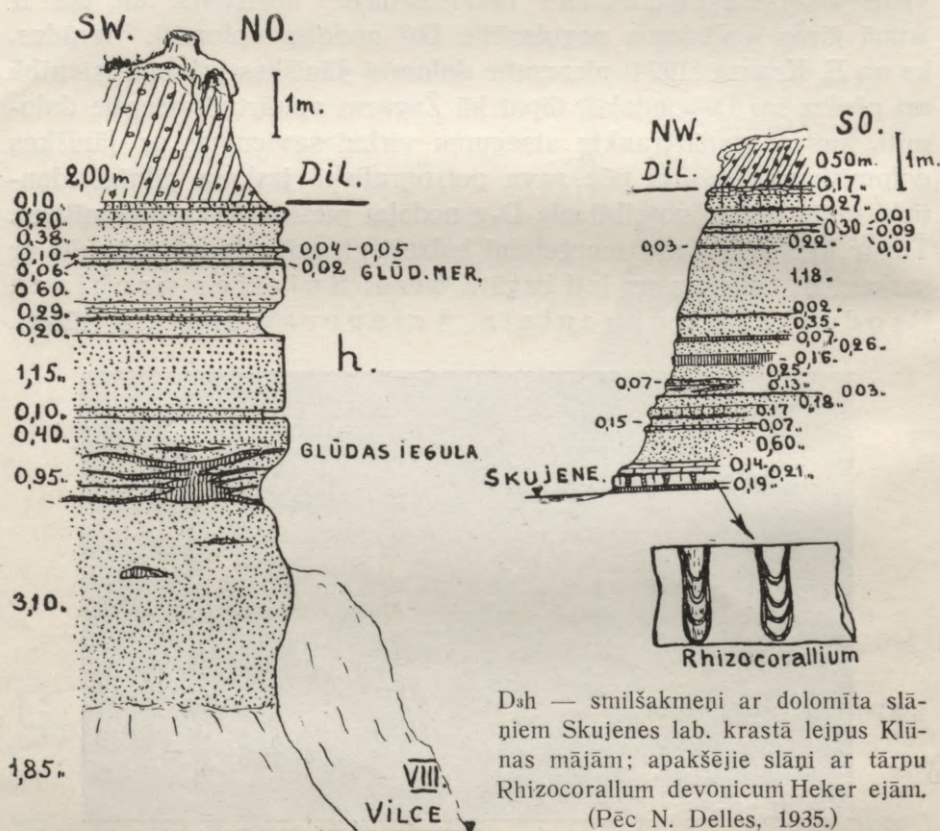 SW. NO.
1m.
2,00m
Dil.
0,10..
0,20..
0,38..
0,10..
0,04-0,05
0,02 GLŪD. MER.
0,06..
0,60..
0,29..
0,20..
h.
1,15..
0,10..
0,40..
GLŪDAS IEGULA
0,95..
3,10..
1,85..
VIII.
VILCE
NW. SO.
Dil.
1m.
0,50m.
0,17..
0,27..
0,30
0,01
0,09
0,01
0,03
0,22..
1,18..
0,02..
0,35..
0,07..
0,26..
0,16..
0,25..
0,07
0,13..
0,03..
0,18..
0,17..
0,15
0,07..
0,60..
0,14..
0,21..
0,19..
SKUJENE.
Rhizocorallium
D₃h — smilšakmeņi ar dolomīta slā-
ņiem Skujenes lab. krastā lejpus Klū-
nas mājām; apakšējie slāņi ar tārpu
Rhizocorallum devonicum Heker ejām.
(Pēc N. Delles, 1935.)